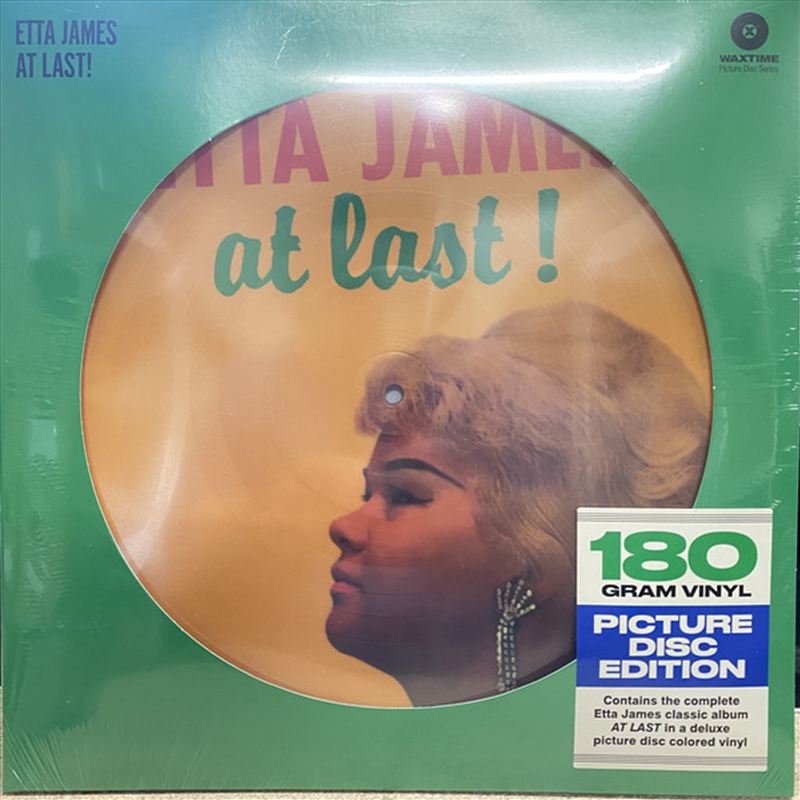 ETTA JAMES
AT LAST!
WAXTIME
Picture Disc Series
ETTA JAMES
at last!
180
GRAM VINYL
PICTURE
DISC
EDITION
Contains the complete
Etta James classic album
AT LAST in a deluxe
picture disc colored vinyl